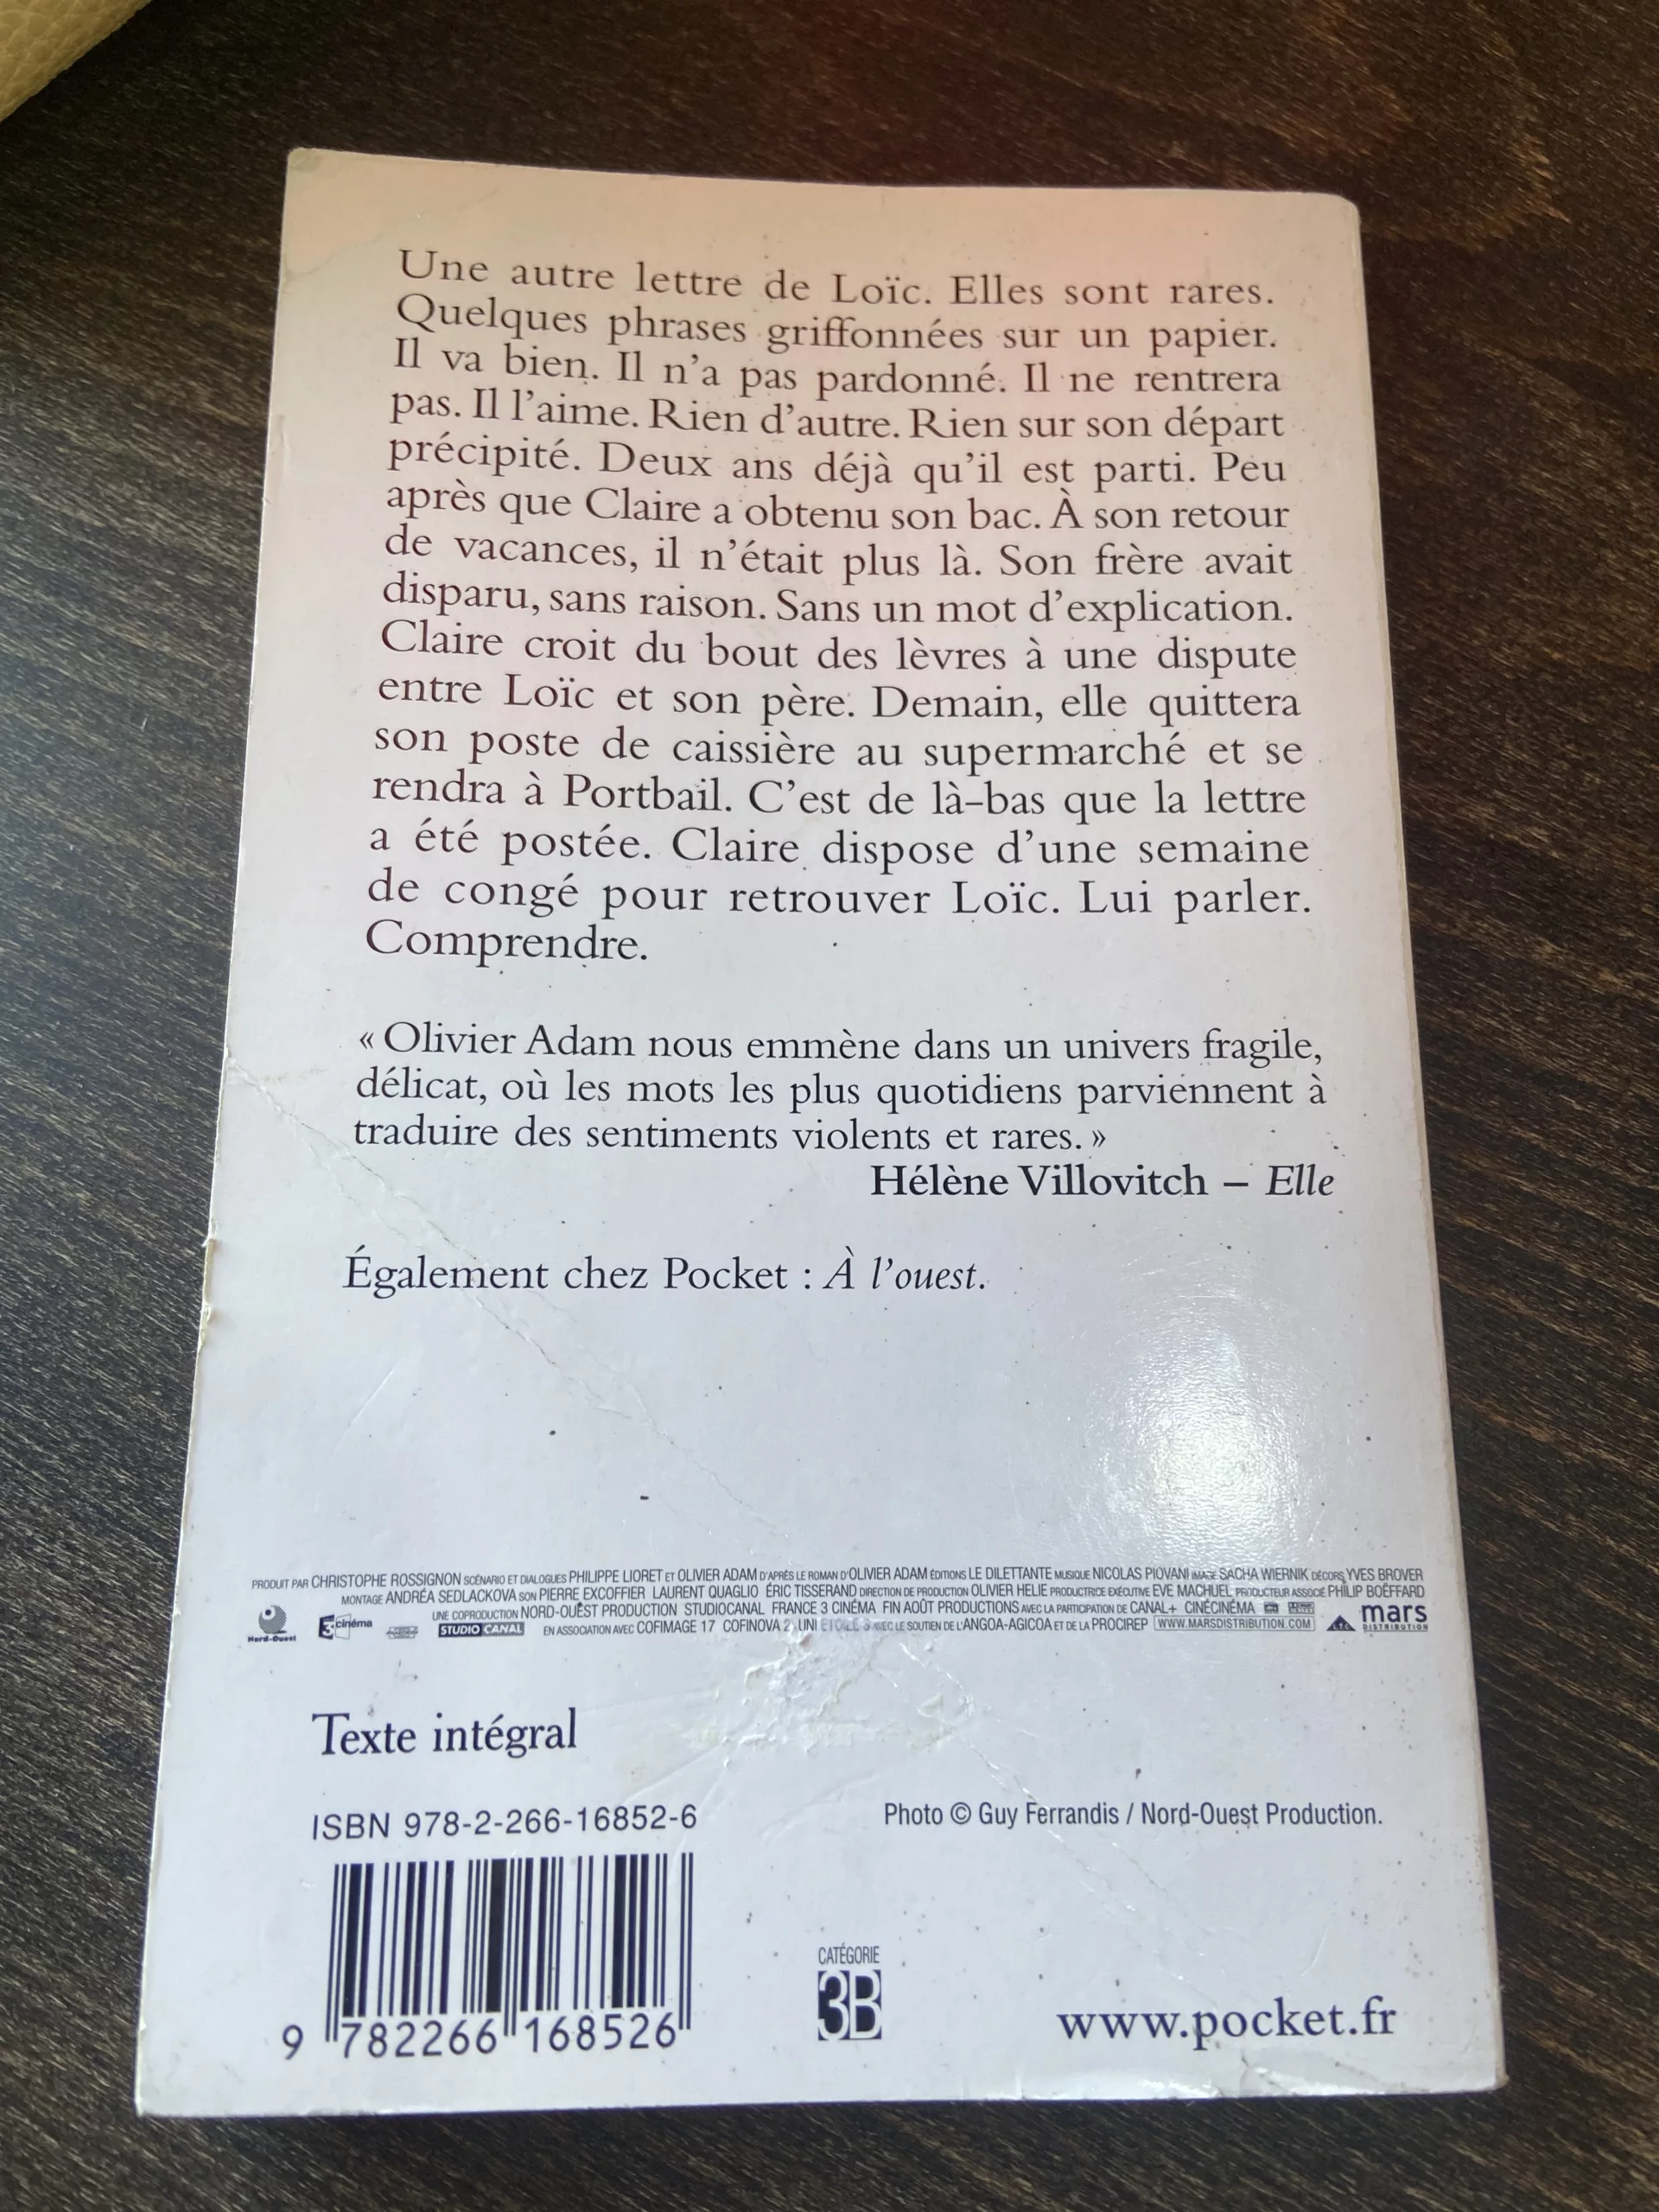 Une autre lettre de Loïc. Elles sont rares.
Quelques phrases griffonnées sur un papier.
Il va bien. Il n'a pas pardonné. Il ne rentrera
pas. Il l'aime. Rien d'autre. Rien sur son départ
précipité. Deux ans déjà qu'il est parti. Peu
après que Claire a obtenu son bac. À son retour
de vacances, il n'était plus là. Son frère avait
disparu, sans raison. Sans un mot d'explication.
Claire croit du bout des lèvres à une dispute
entre Loïc et son père. Demain, elle quittera
son poste de caissière au supermarché et se
rendra à Portbail. C'est de là-bas que la lettre
a été postée. Claire dispose d'une semaine
de congé pour retrouver Loïc. Lui parler.
Comprendre.
« Olivier Adam nous emmène dans un univers fragile,
délicat, où les mots les plus quotidiens parviennent à
traduire des sentiments violents et rares. »
Hélène Villovitch – Elle
Également chez Pocket : À l'ouest.
PRODUIT PAR CHRISTOPHE ROSSIGNON SCÉNARIO ET DIALOGUES PHILIPPE LIORET ET OLIVIER ADAM D'APRÈS LE ROMAN D'OLIVIER ADAM ÉDITIONS LE DILETTANTE MUSIQUE NICOLAS PIOVANI IMAGE SACHA WIERNIK DÉCORS YVES BROVER
MONTAGE ANDRÉA SEDLACKOVA SON PIERRE EXCOFFIER LAURENT QUAGLIO ÉRIC TISSERAND DIRECTION DE PRODUCTION OLIVIER HELIE PRODUCTRICE EXÉCUTIVE EVE MACHUEL PRODUCTEUR ASSOCIÉ PHILIP BOËFFARD
UNE COPRODUCTION NORD-OUEST PRODUCTION STUDIOCANAL FRANCE 3 CINÉMA FIN AOÛT PRODUCTIONS AVEC LA PARTICIPATION DE CANAL+ CINÉCINÉMA
EN ASSOCIATION AVEC COFIMAGE 17 COFINOVA 2 UNI ETOILE 3 AVEC LE SOUTIEN DE L'ANGOA-AGICOA ET DE LA PROCIREP WWW.MARSDISTRIBUTION.COM
Nord-Ouest
3 cinéma
STUDIO CANAL
mars
DISTRIBUTION
Texte intégral
ISBN 978-2-266-16852-6
Photo © Guy Ferrandis / Nord-Ouest Production.
9 782266 168526
CATÉGORIE
3B
www.pocket.fr